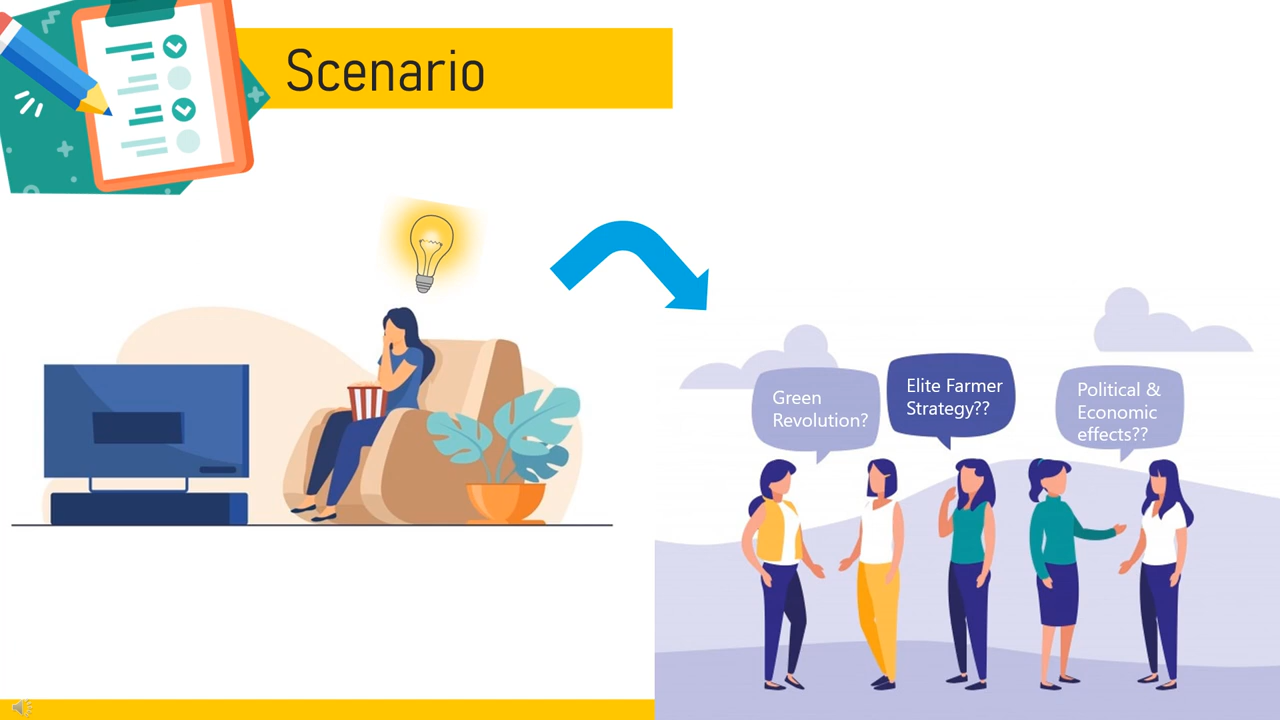 Scenario
Green
Revolution?
Elite Farmer
Strategy??
Political &
Economic
effects??